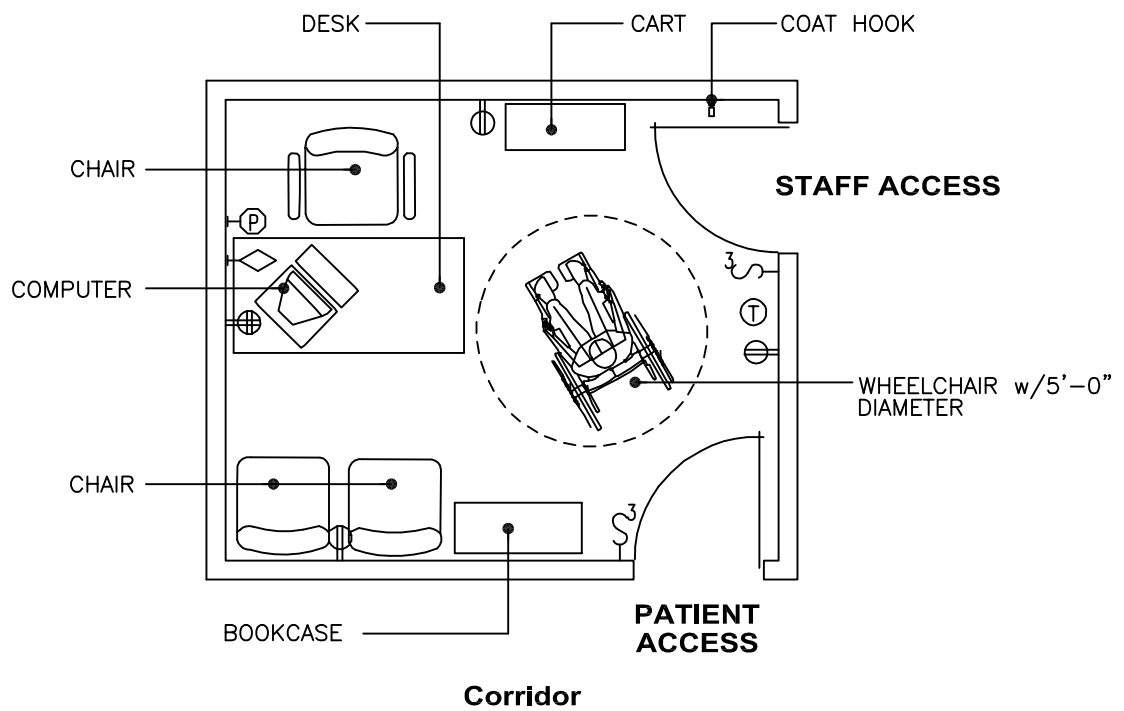 DESK
CART
COAT HOOK
CHAIR
STAFF ACCESS
P
3
COMPUTER
T
WHEELCHAIR w/5'-0"
DIAMETER
CHAIR
3
PATIENT
ACCESS
BOOKCASE
Corridor